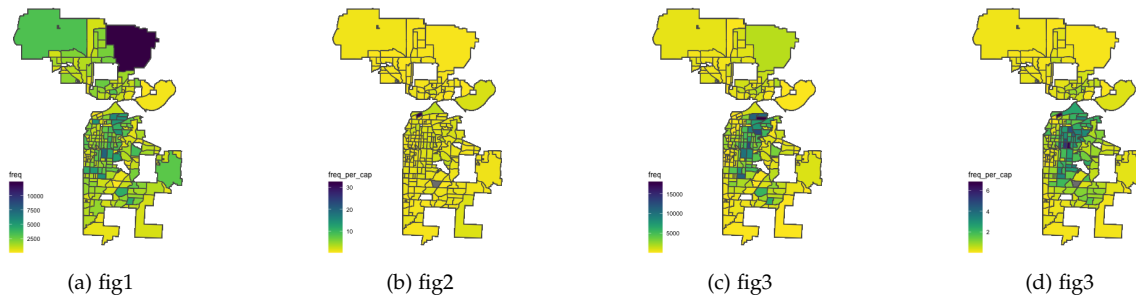 freq
10000
7500
5000
2500
(a) fig1
freq_per_cap
30
20
10
(b) fig2
freq
15000
10000
5000
(c) fig3
freq_per_cap
6
4
2
(d) fig3